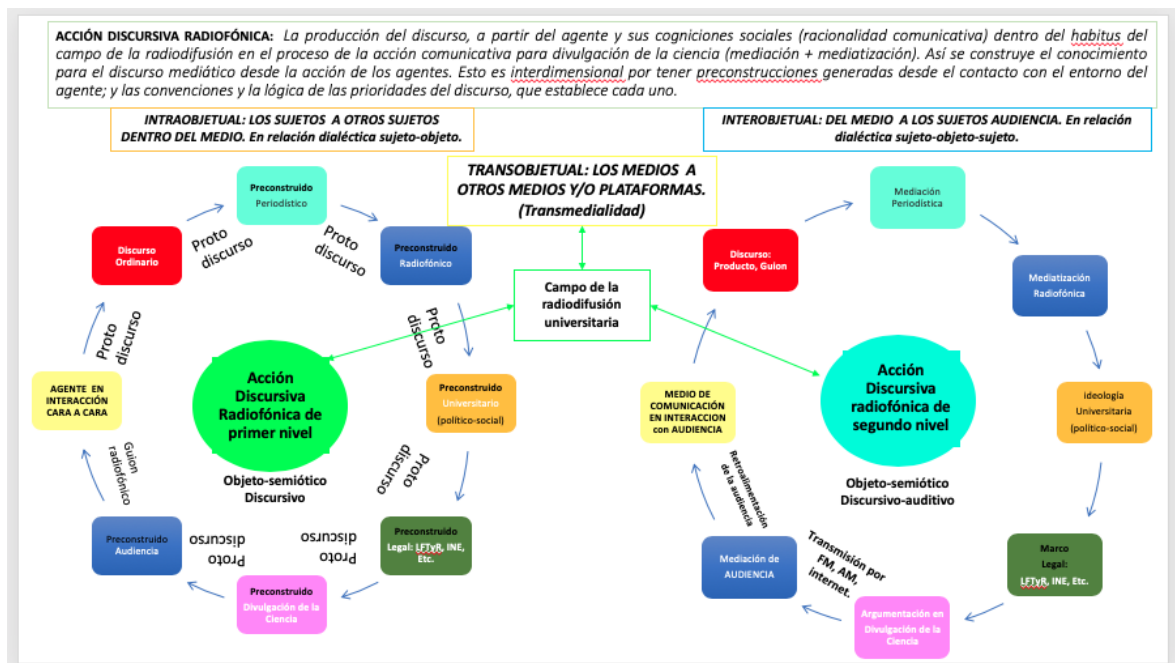 ACCIÓN DISCURSIVA RADIOFÓNICA: La producción del discurso, a partir del agente y sus cogniciones sociales (racionalidad comunicativa) dentro del habitus del
campo de la radiodifusión en el proceso de la acción comunicativa para divulgación de la ciencia (mediación + mediatización). Así se construye el conocimiento
para el discurso mediático desde la acción de los agentes. Esto es interdimensional por tener preconstrucciones generadas desde el contacto con el entorno del
agente; y las convenciones y la lógica de las prioridades del discurso, que establece cada uno.
INTRAOBJETUAL: LOS SUJETOS A OTROS SUJETOS
DENTRO DEL MEDIO. En relación dialéctica sujeto-objeto.
TRANSOBJETUAL: LOS MEDIOS A
OTROS MEDIOS Y/O PLATAFORMAS.
(Transmedialidad)
INTEROBJETUAL: DEL MEDIO A LOS SUJETOS AUDIENCIA. En relación
dialéctica sujeto-objeto-sujeto.
Campo de la
radiodifusión
universitaria
Acción
Discursiva
Radiofónica de
primer nivel
Objeto-semiótico
Discursivo
AGENTE EN
INTERACCIÓN
CARA A CARA
Proto
discurso
Discurso
Ordinario
Proto
discurso
Preconstruido
Periodístico
Proto
discurso
Preconstruido
Radiofónico
Proto
discurso
Preconstruido
Universitario
(político-social)
Proto
discurso
Preconstruido
Legal: LFTyR, INE,
Etc.
Proto
discurso
Preconstruido
Divulgación de la
Ciencia
Proto
discurso
Preconstruido
Audiencia
Guion
radiofónico
Acción
Discursiva
radiofónica de
segundo nivel
Objeto-semiótico
Discursivo-auditivo
MEDIO DE
COMUNICACIÓN
EN INTERACCION
con AUDIENCIA
Discurso:
Producto, Guion
Mediación
Periodística
Mediatización
Radiofónica
ideología
Universitaria
(político-social)
Marco
Legal:
LFTyR, INE, Etc.
Argumentación en
Divulgación de la
Ciencia
Transmisión por
FM, AM,
internet.
Mediación de
AUDIENCIA
Retroalimentación
de la audiencia